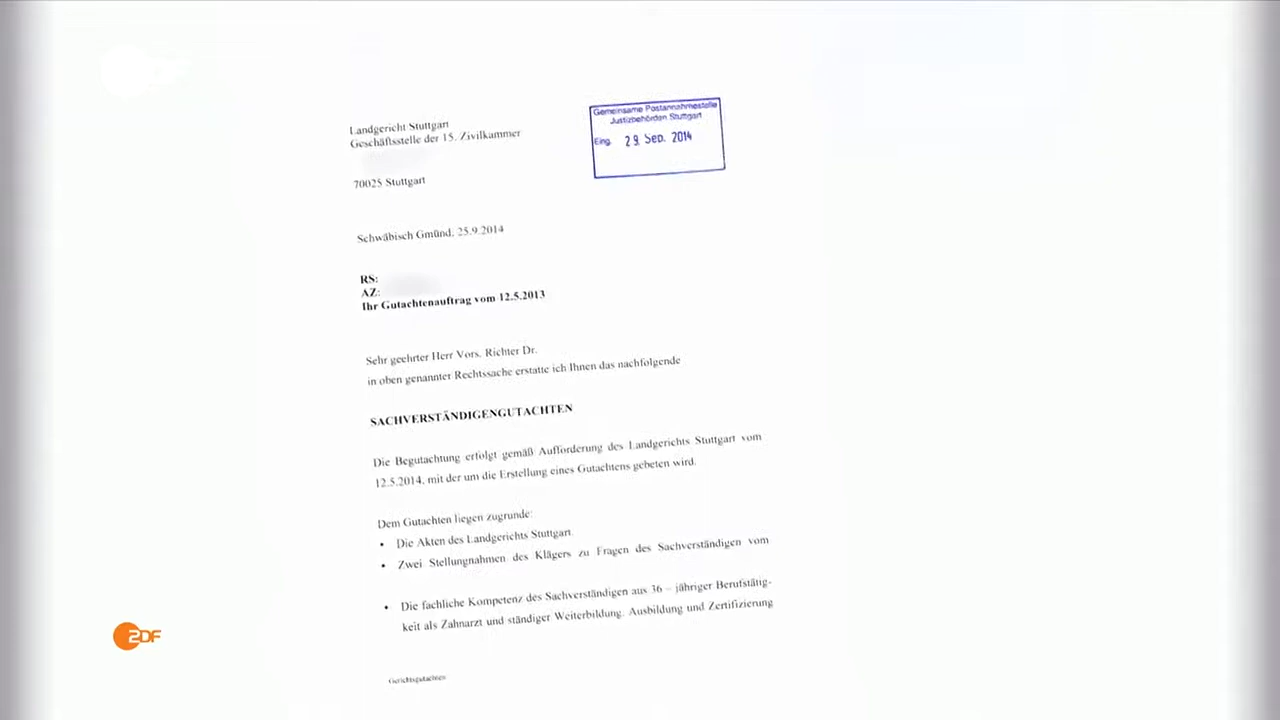 Landgericht Stuttgart
Geschäftsstelle der 15. Zivilkammer
70025 Stuttgart
Gemeinsame Postannahmestelle
Justizbehörden Stuttgart
Eing. 29. Sep. 2014
Schwäbisch Gmünd, 25.9.2014
RS:
AZ:
Ihr Gutachtenauftrag vom 12.5.2013
Sehr geehrter Herr Vors. Richter Dr.
in oben genannter Rechtssache erstatte ich Ihnen das nachfolgende
SACHVERSTÄNDIGENGUTACHTEN
Die Begutachtung erfolgt gemäß Aufforderung des Landgerichts Stuttgart vom
12.5.2014, mit der um die Erstellung eines Gutachtens gebeten wird.
Dem Gutachten liegen zugrunde:
• Die Akten des Landgerichts Stuttgart
• Zwei Stellungnahmen des Klägers zu Fragen des Sachverständigen vom
• Die fachliche Kompetenz des Sachverständigen aus 36 – jähriger Berufstätig-
keit als Zahnarzt und ständiger Weiterbildung, Ausbildung und Zertifizierung
Gerichtsgutachten
ZDF